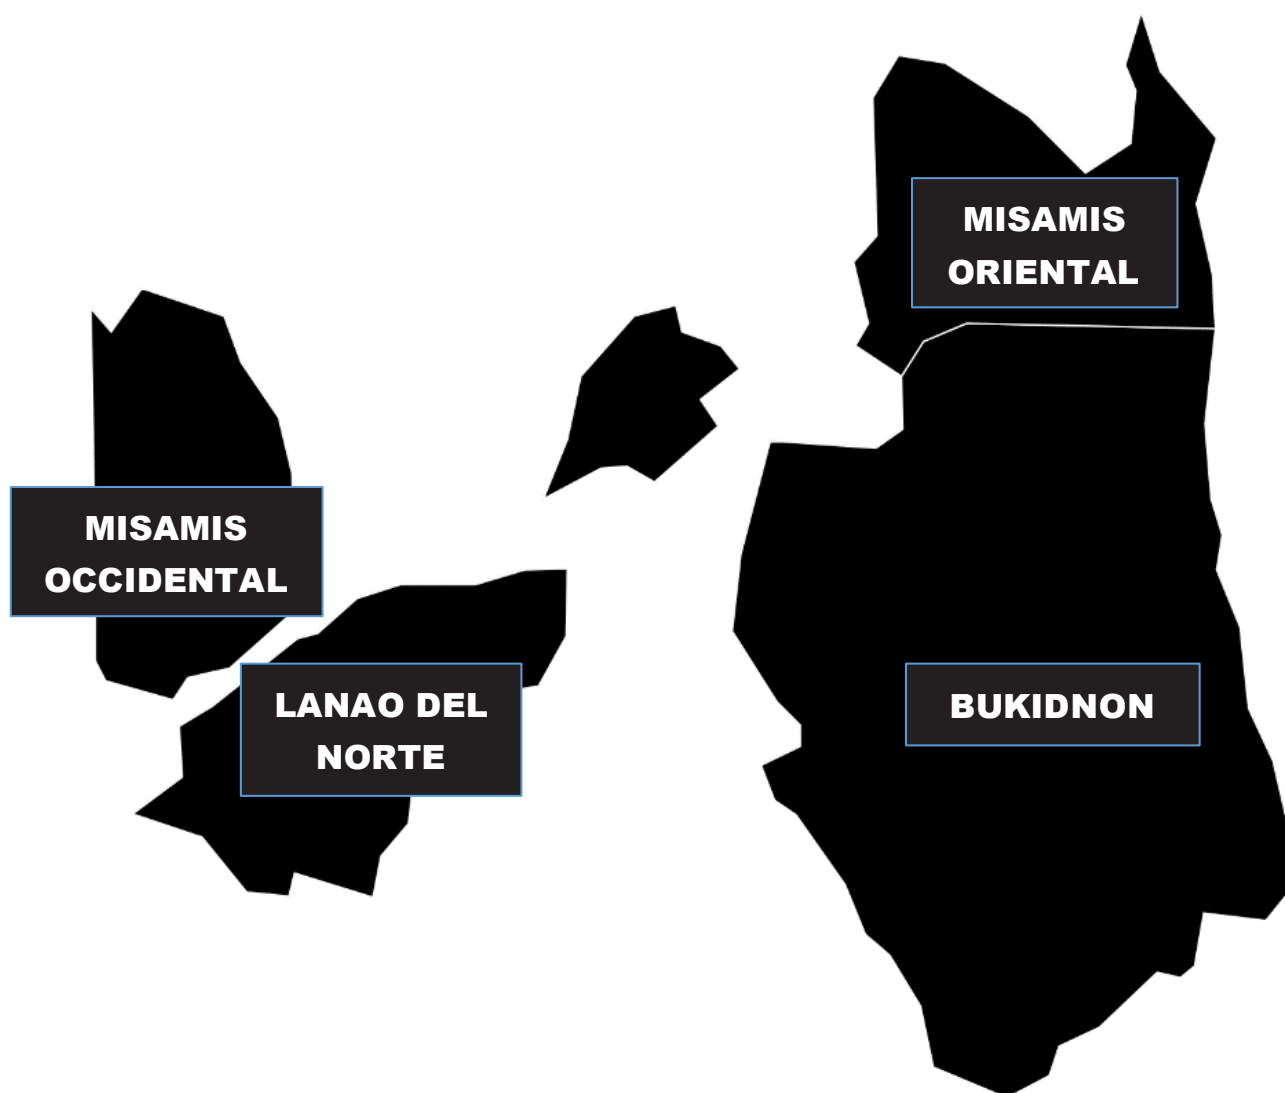 MISAMIS
ORIENTAL
MISAMIS
OCCIDENTAL
LANAO DEL
NORTE
BUKIDNON